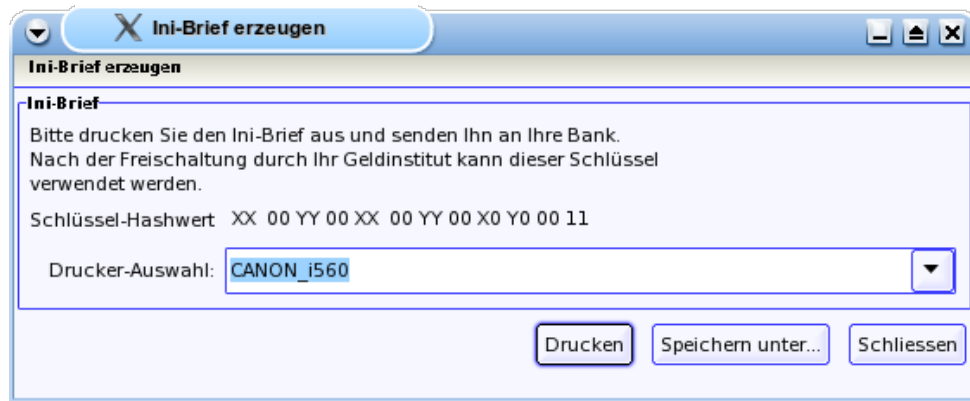 Ini-Brief erzeugen
Ini-Brief erzeugen
Ini-Brief
Bitte drucken Sie den Ini-Brief aus und senden Ihn an Ihre Bank.
Nach der Freischaltung durch Ihr Geldinstitut kann dieser Schlüssel
verwendet werden.
Schlüssel-Hashwert XX 00 YY 00 XX 00 YY 00 X0 Y0 00 11
Drucker-Auswahl: CANON_i560
Drucken Speichern unter... Schliessen